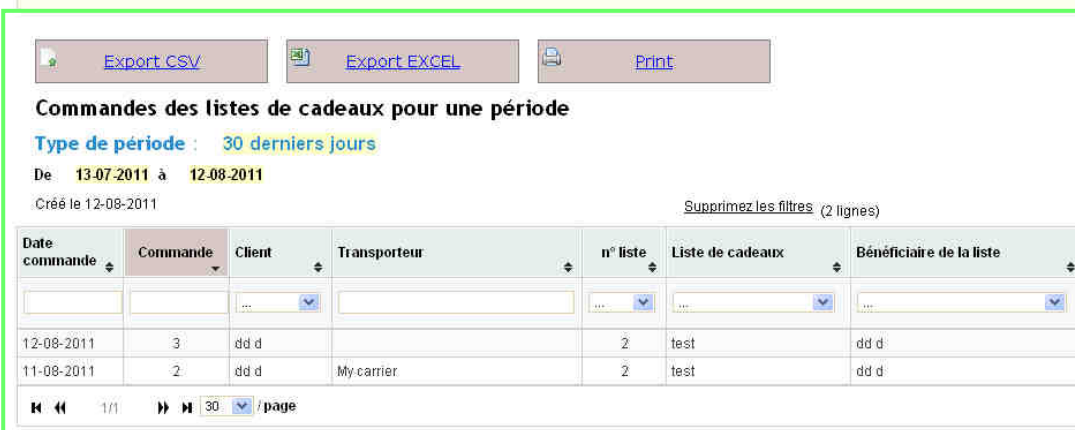 Export CSV Export EXCEL Print
Commandes des listes de cadeaux pour une période
Type de période : 30 derniers jours
De 13-07-2011 à 12-08-2011
Créé le 12-08-2011 Supprimez les filtres (2 lignes)
Date commande Commande Client Transporteur n° liste Liste de cadeaux Bénéficiaire de la liste
... ... ... ...
12-08-2011 3 dd d 2 test dd d
11-08-2011 2 dd d My carrier 2 test dd d
1/1 30 / page